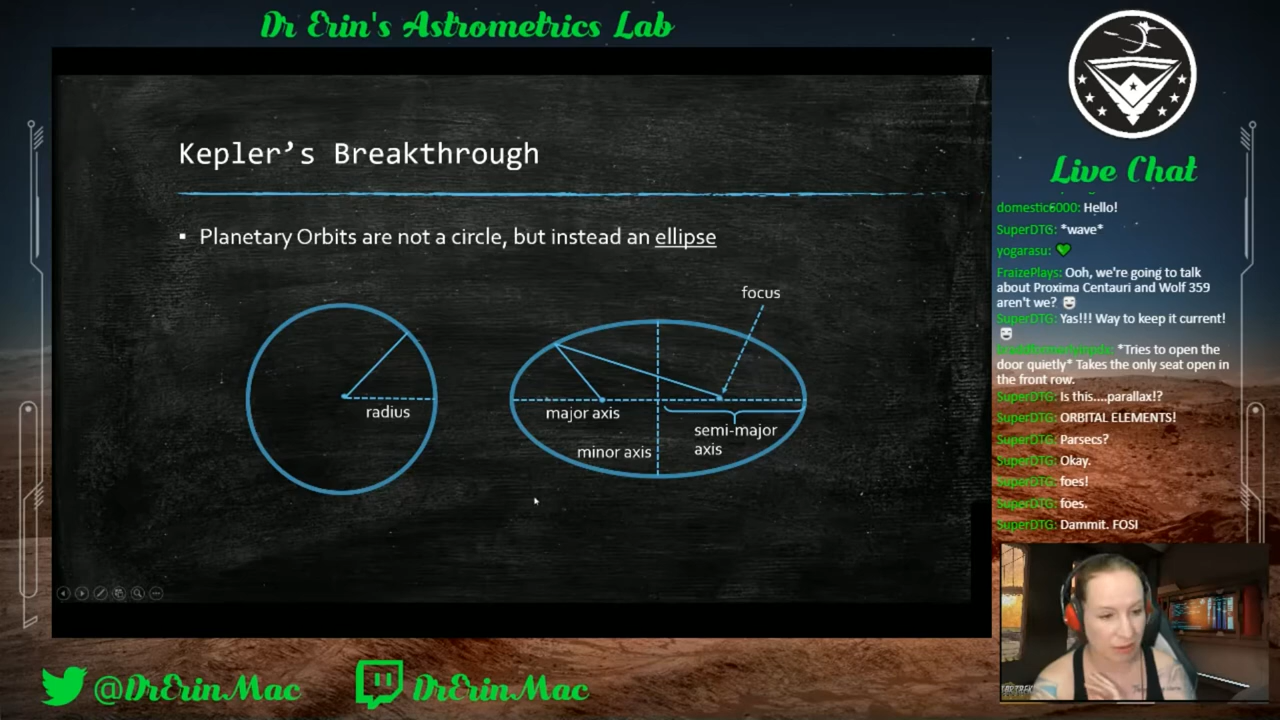 Dr Erin's Astrometrics Lab
Kepler's Breakthrough
▪ Planetary Orbits are not a circle, but instead an ellipse
focus
radius
major axis
semi-major
axis
minor axis
Live Chat
domestic6000: Hello!
SuperDTG: *wave*
yogarasu: 💚
FraizePlays: Ooh, we're going to talk
about Proxima Centauri and Wolf 359
aren't we? 😄
SuperDTG: Yas!!! Way to keep it current!
😄
*Tries to open the
door quietly* Takes the only seat open in
the front row.
SuperDTG: Is this....parallax!?
SuperDTG: ORBITAL ELEMENTS!
SuperDTG: Parsecs?
SuperDTG: Okay.
SuperDTG: foes!
SuperDTG: foes.
SuperDTG: Dammit. FOSI
@DrErinMac
DrErinMac